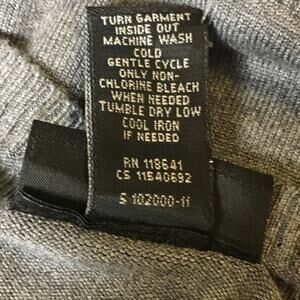 TURN GARMENT
INSIDE OUT
MACHINE WASH
COLD
GENTLE CYCLE
ONLY NON-
CHLORINE BLEACH
WHEN NEEDED
TUMBLE DRY LOW
COOL IRON
IF NEEDED
RN 113641
CS 11540692
S 102000-11